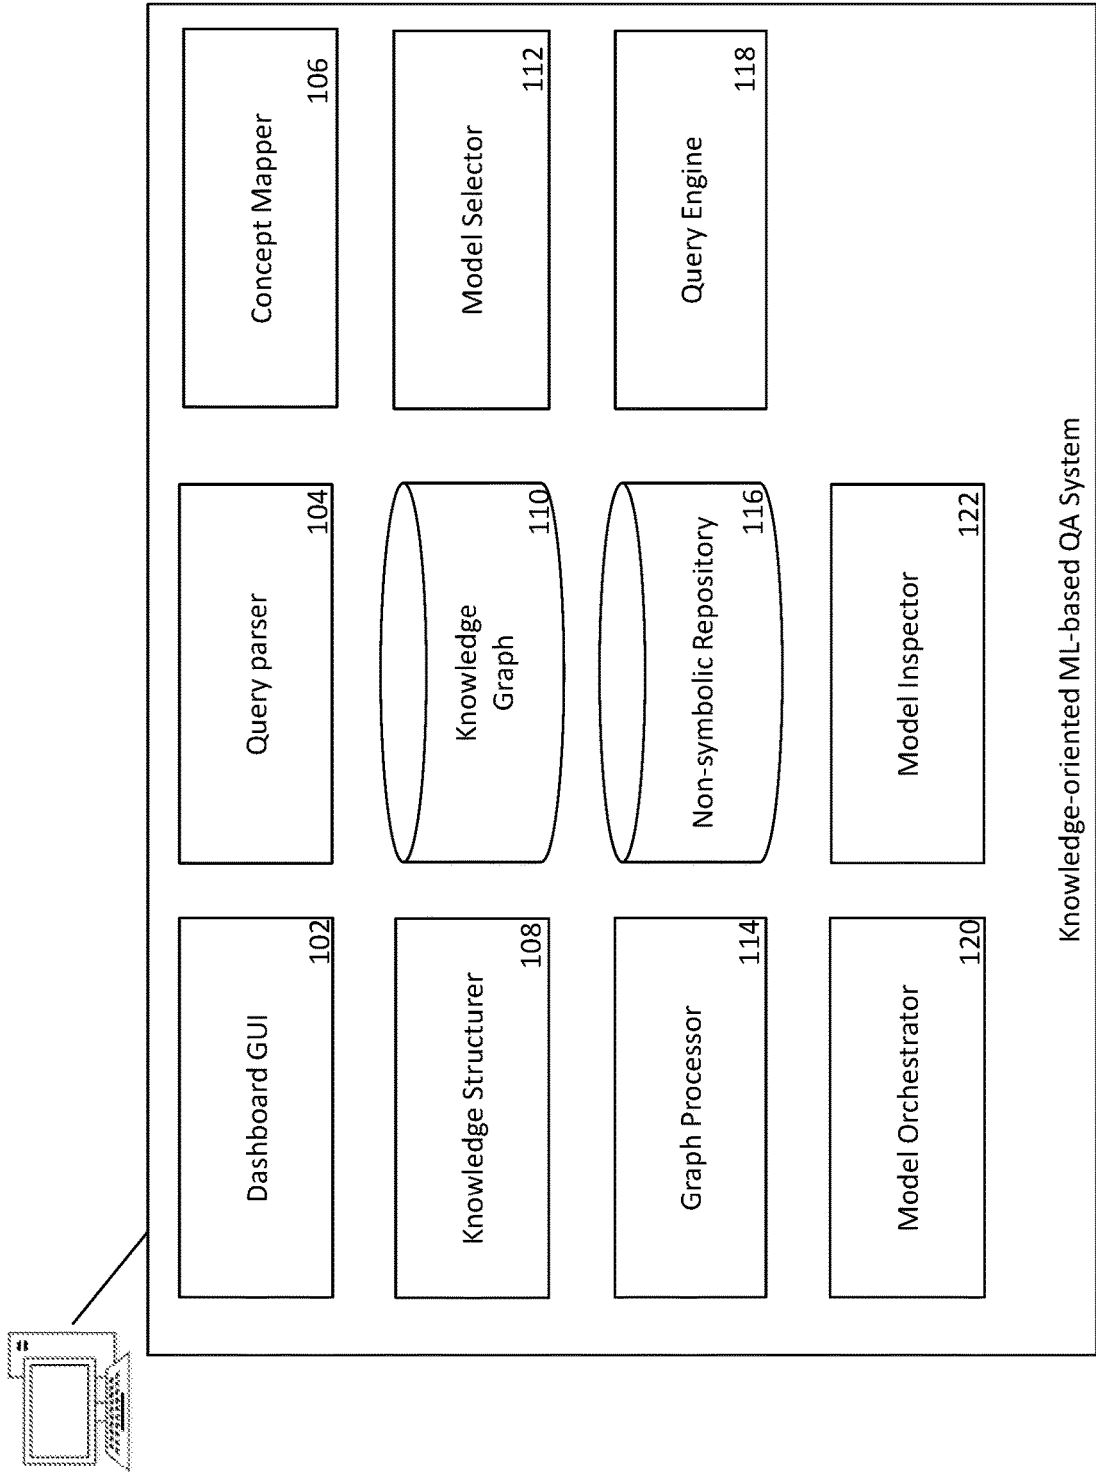 Dashboard GUI
102
Query parser
104
Concept Mapper
106
Knowledge Structurer
108
Knowledge
Graph
110
Model Selector
112
Graph Processor
114
Non-symbolic Repository
116
Query Engine
118
Model Orchestrator
120
Model Inspector
122
Knowledge-oriented ML-based QA System